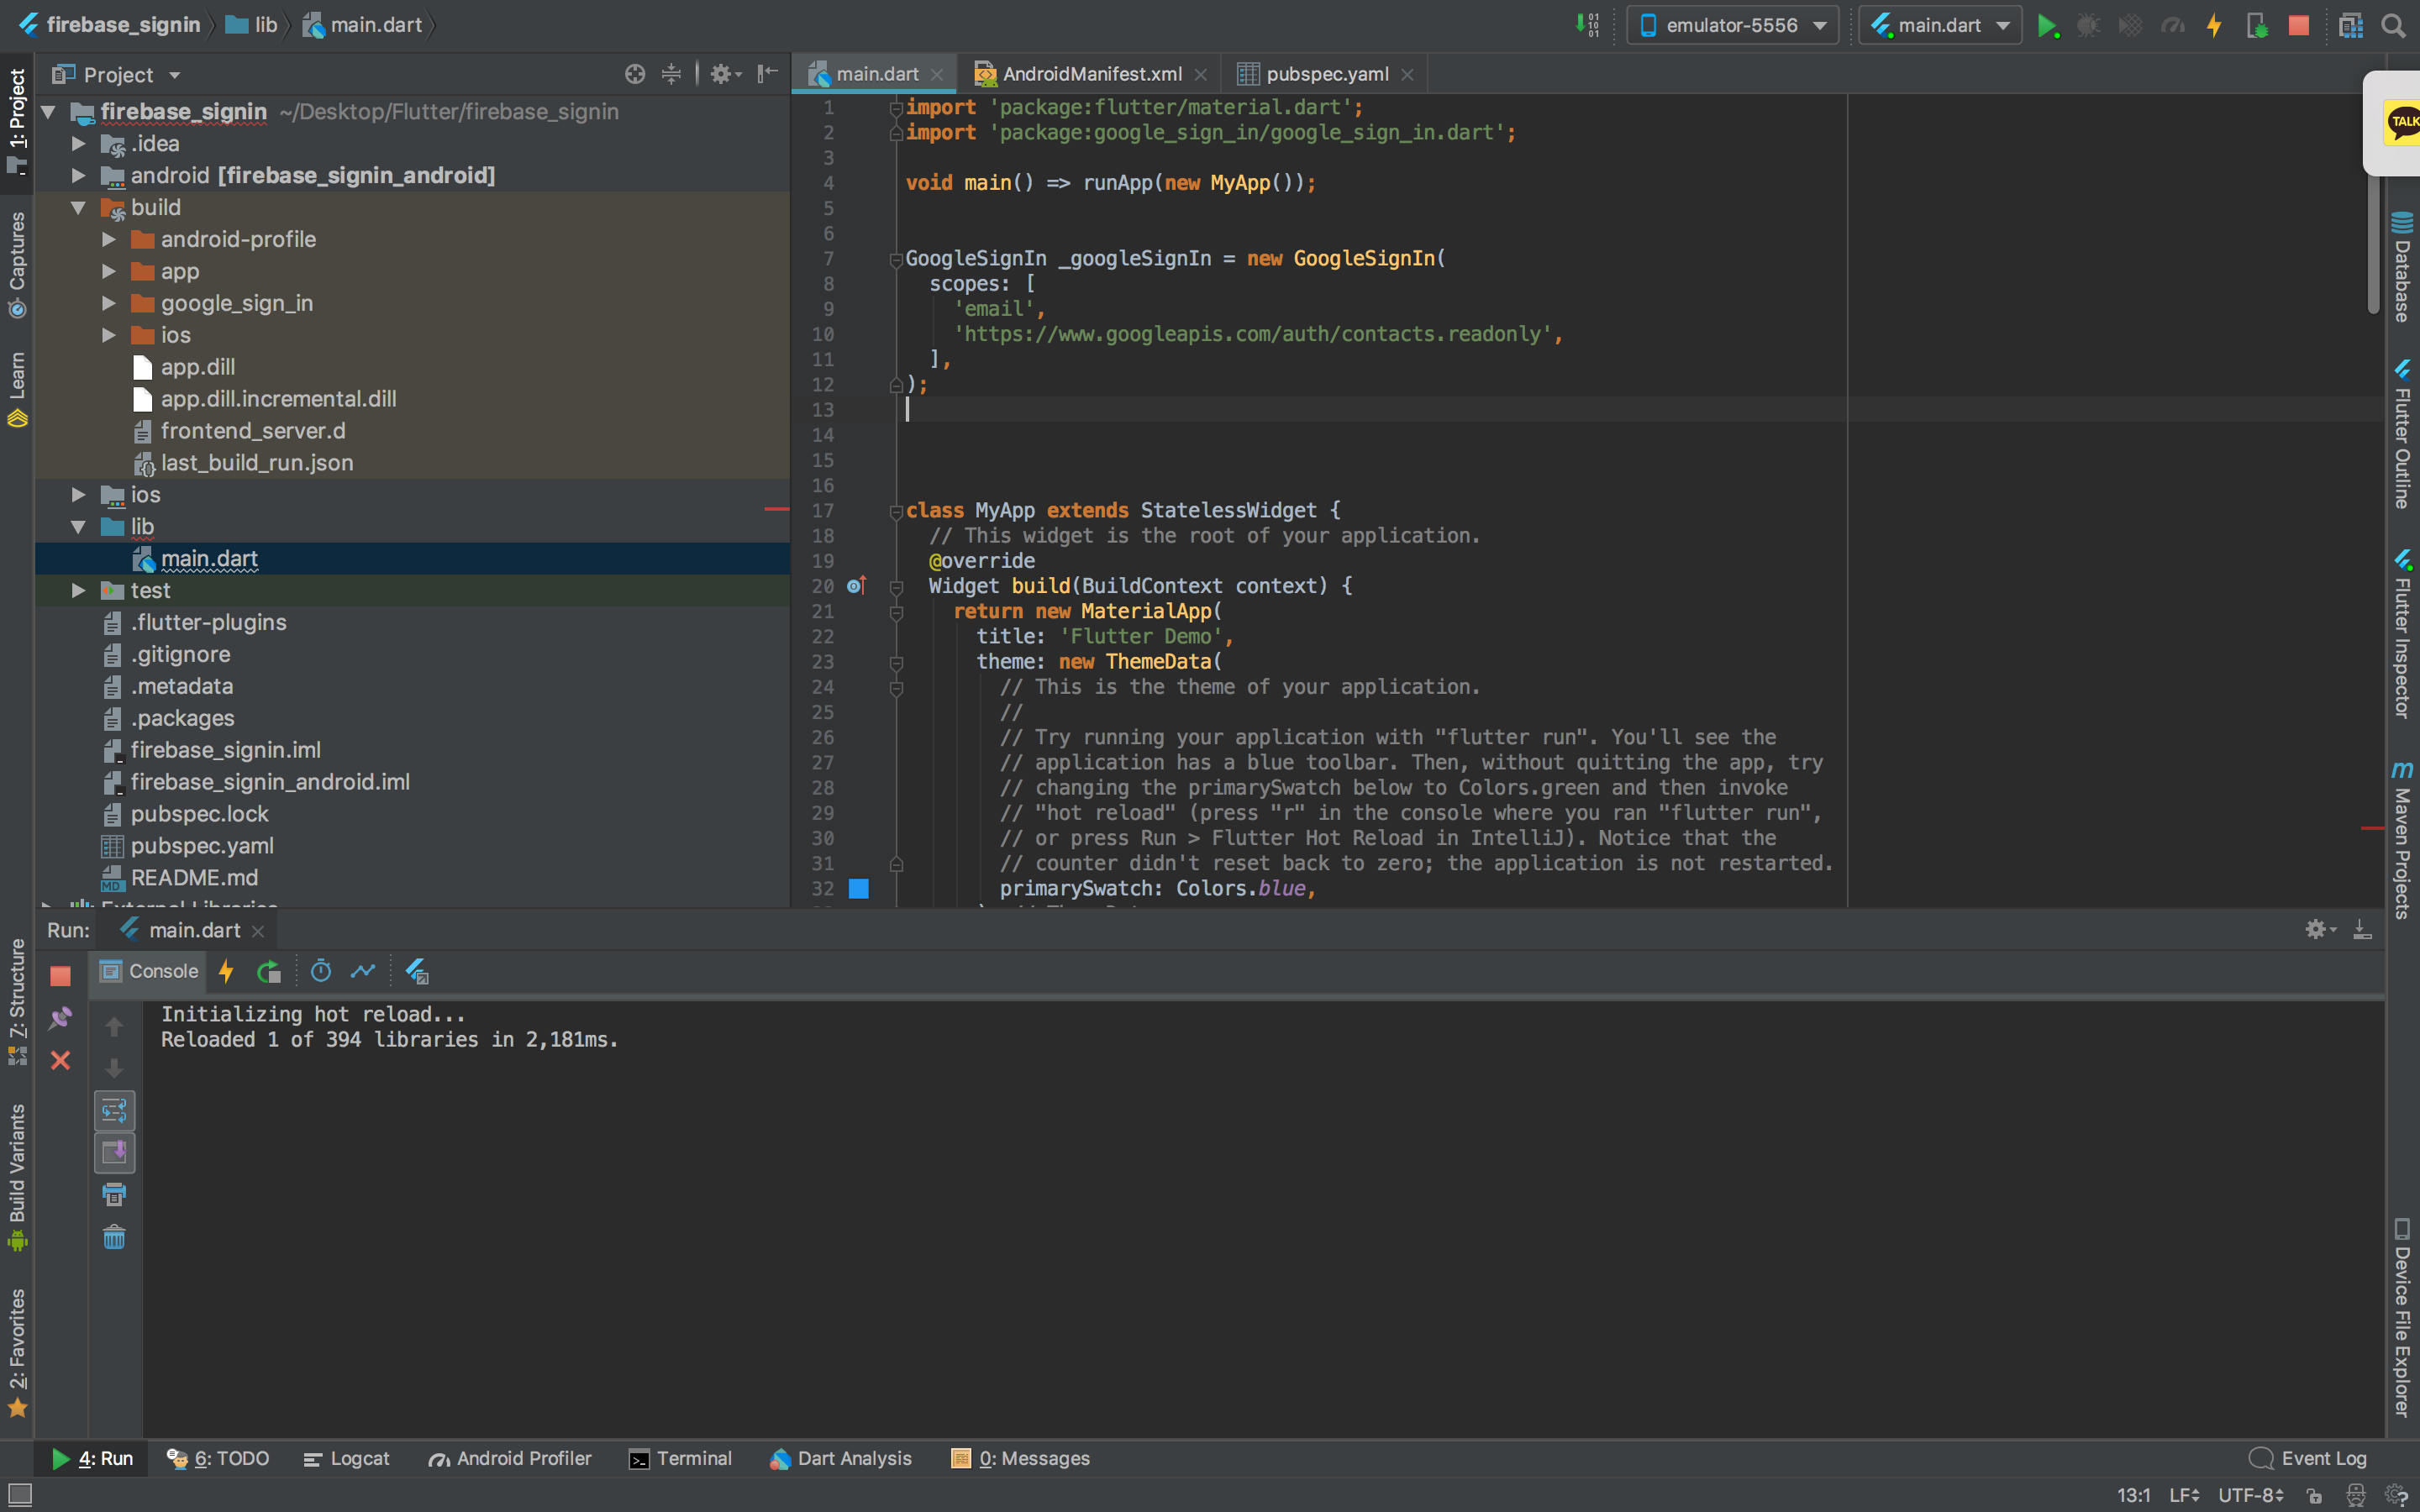 firebase_signin lib main.dart emulator-5556 main.dart
Project
main.dart AndroidManifest.xml pubspec.yaml
TALK
1: Project
Captures
Learn
7: Structure
Build Variants
2: Favorites
firebase_signin ~/Desktop/Flutter/firebase_signin
.idea
android [firebase_signin_android]
build
android-profile
app
google_sign_in
ios
app.dill
app.dill.incremental.dill
frontend_server.d
last_build_run.json
ios
lib
main.dart
test
.flutter-plugins
.gitignore
.metadata
.packages
firebase_signin.iml
firebase_signin_android.iml
pubspec.lock
pubspec.yaml
README.md
External Libraries
1 import 'package:flutter/material.dart';
2 import 'package:google_sign_in/google_sign_in.dart';
3
4 void main() => runApp(new MyApp());
5
6
7 GoogleSignIn _googleSignIn = new GoogleSignIn(
8 scopes: [
9 'email',
10 'https://www.googleapis.com/auth/contacts.readonly',
11 ],
12 );
13
14
15
16
17 class MyApp extends StatelessWidget {
18 // This widget is the root of your application.
19 @override
20 Widget build(BuildContext context) {
21 return new MaterialApp(
22 title: 'Flutter Demo',
23 theme: new ThemeData(
24 // This is the theme of your application.
25 //
26 // Try running your application with "flutter run". You'll see the
27 // application has a blue toolbar. Then, without quitting the app, try
28 // changing the primarySwatch below to Colors.green and then invoke
29 // "hot reload" (press "r" in the console where you ran "flutter run",
30 // or press Run > Flutter Hot Reload in IntelliJ). Notice that the
31 // counter didn't reset back to zero; the application is not restarted.
32 primarySwatch: Colors.blue,
Database
Flutter Outline
Flutter Inspector
Maven Projects
Device File Explorer
Run: main.dart
Console
Initializing hot reload...
Reloaded 1 of 394 libraries in 2,181ms.
4: Run 6: TODO Logcat Android Profiler Terminal Dart Analysis 0: Messages Event Log
13:1 LF UTF-8